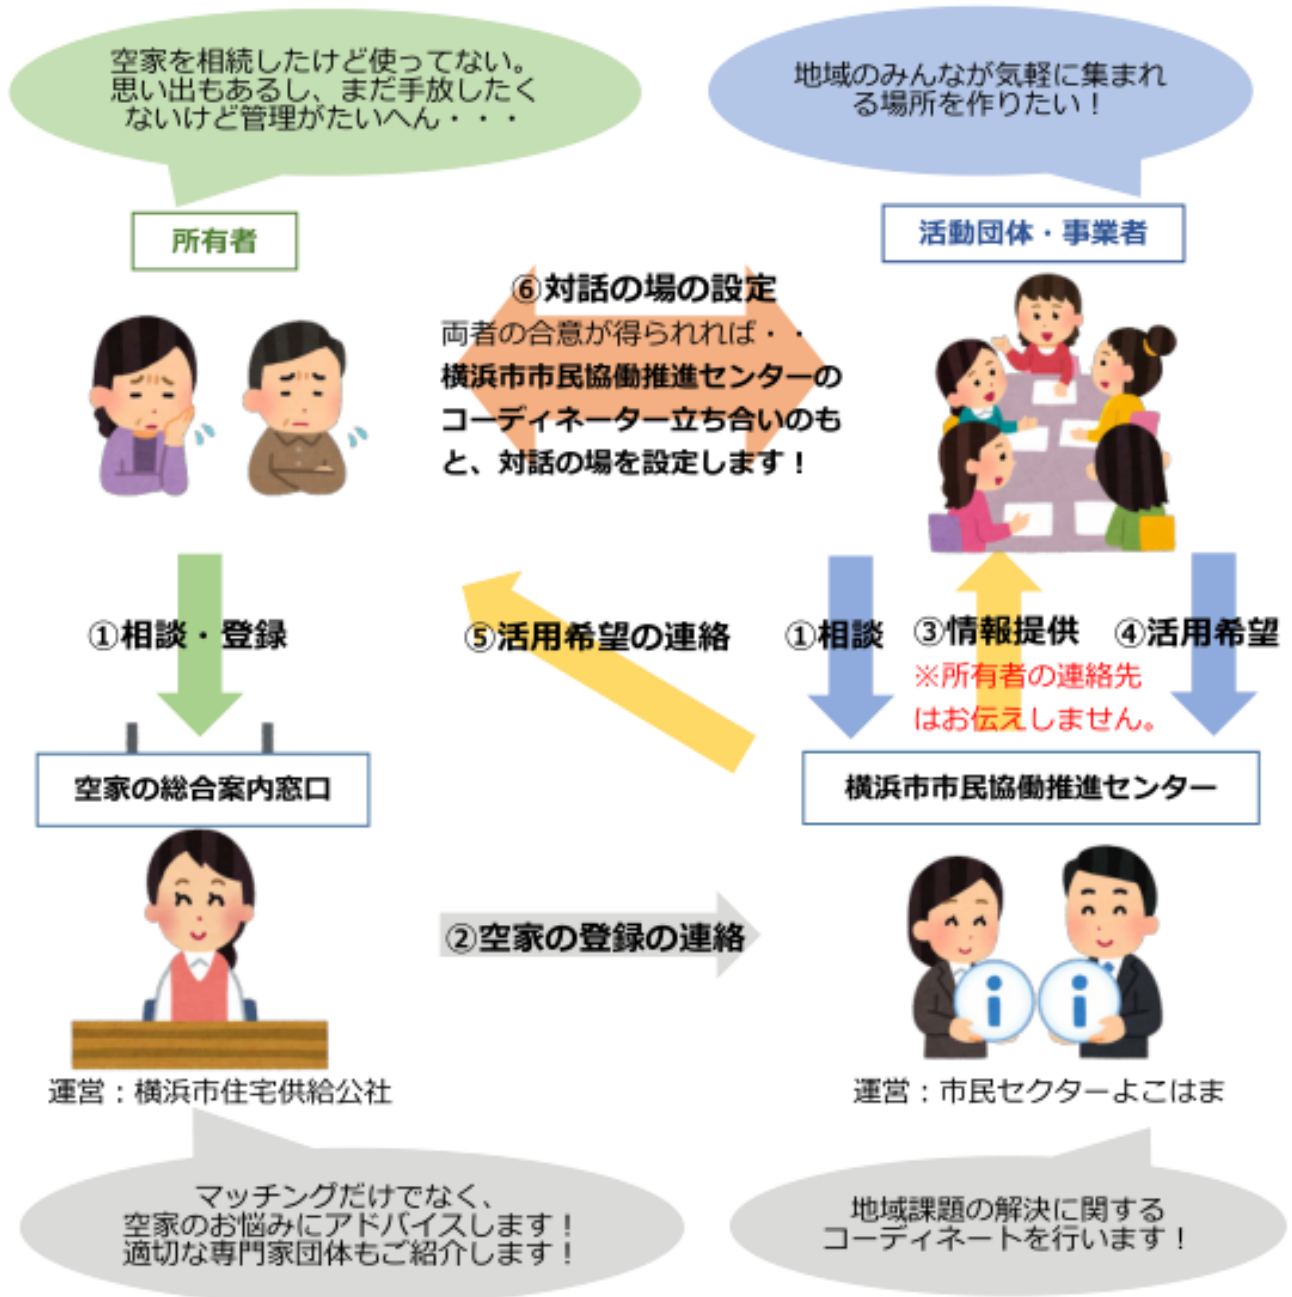 空家を相続したけど使ってない。
思い出もあるし、まだ手放したく
ないけど管理がたいへん・・・
地域のみんなが気軽に集まれ
る場所を作りたい！
所有者
活動団体・事業者
⑥対話の場の設定
両者の合意が得られれば・・
横浜市市民協働推進センターの
コーディネーター立ち合いのも
と、対話の場を設定します！
①相談・登録
⑤活用希望の連絡
①相談
③情報提供
※所有者の連絡先
はお伝えしません。
④活用希望
空家の総合案内窓口
横浜市市民協働推進センター
②空家の登録の連絡
運営：横浜市住宅供給公社
運営：市民セクターよこはま
マッチングだけでなく、
空家のお悩みにアドバイスします！
適切な専門家団体もご紹介します！
地域課題の解決に関する
コーディネートを行います！